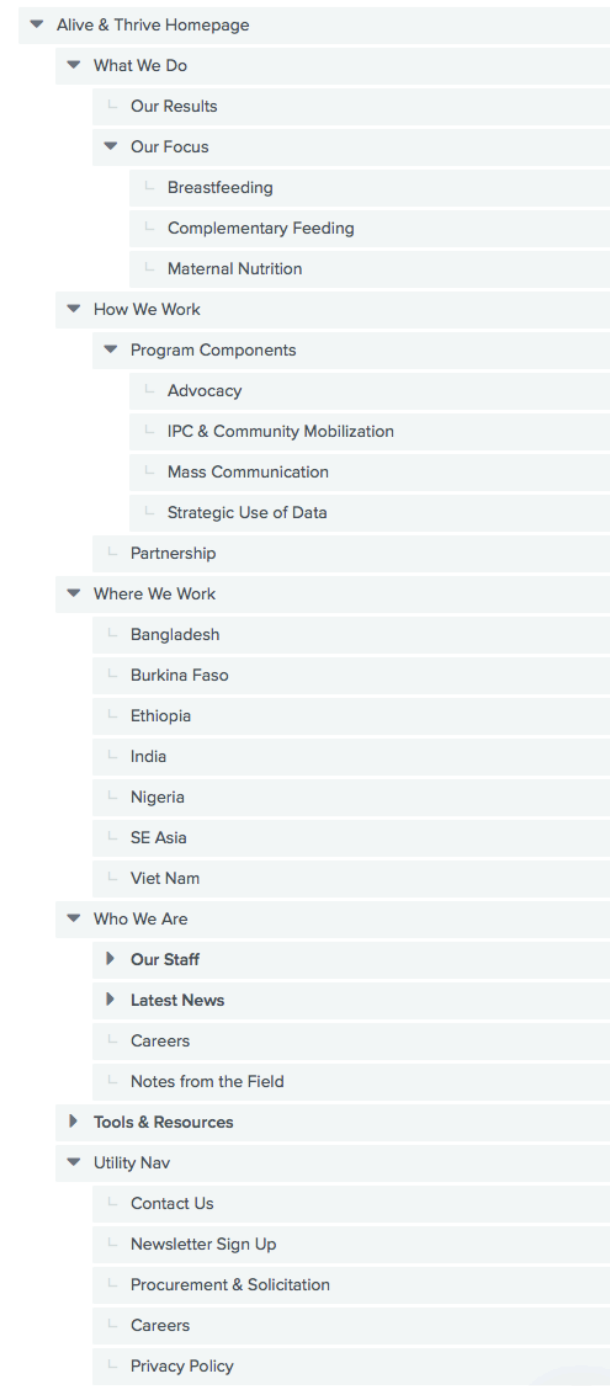 Alive & Thrive Homepage
What We Do
Our Results
Our Focus
Breastfeeding
Complementary Feeding
Maternal Nutrition
How We Work
Program Components
Advocacy
IPC & Community Mobilization
Mass Communication
Strategic Use of Data
Partnership
Where We Work
Bangladesh
Burkina Faso
Ethiopia
India
Nigeria
SE Asia
Viet Nam
Who We Are
Our Staff
Latest News
Careers
Notes from the Field
Tools & Resources
Utility Nav
Contact Us
Newsletter Sign Up
Procurement & Solicitation
Careers
Privacy Policy